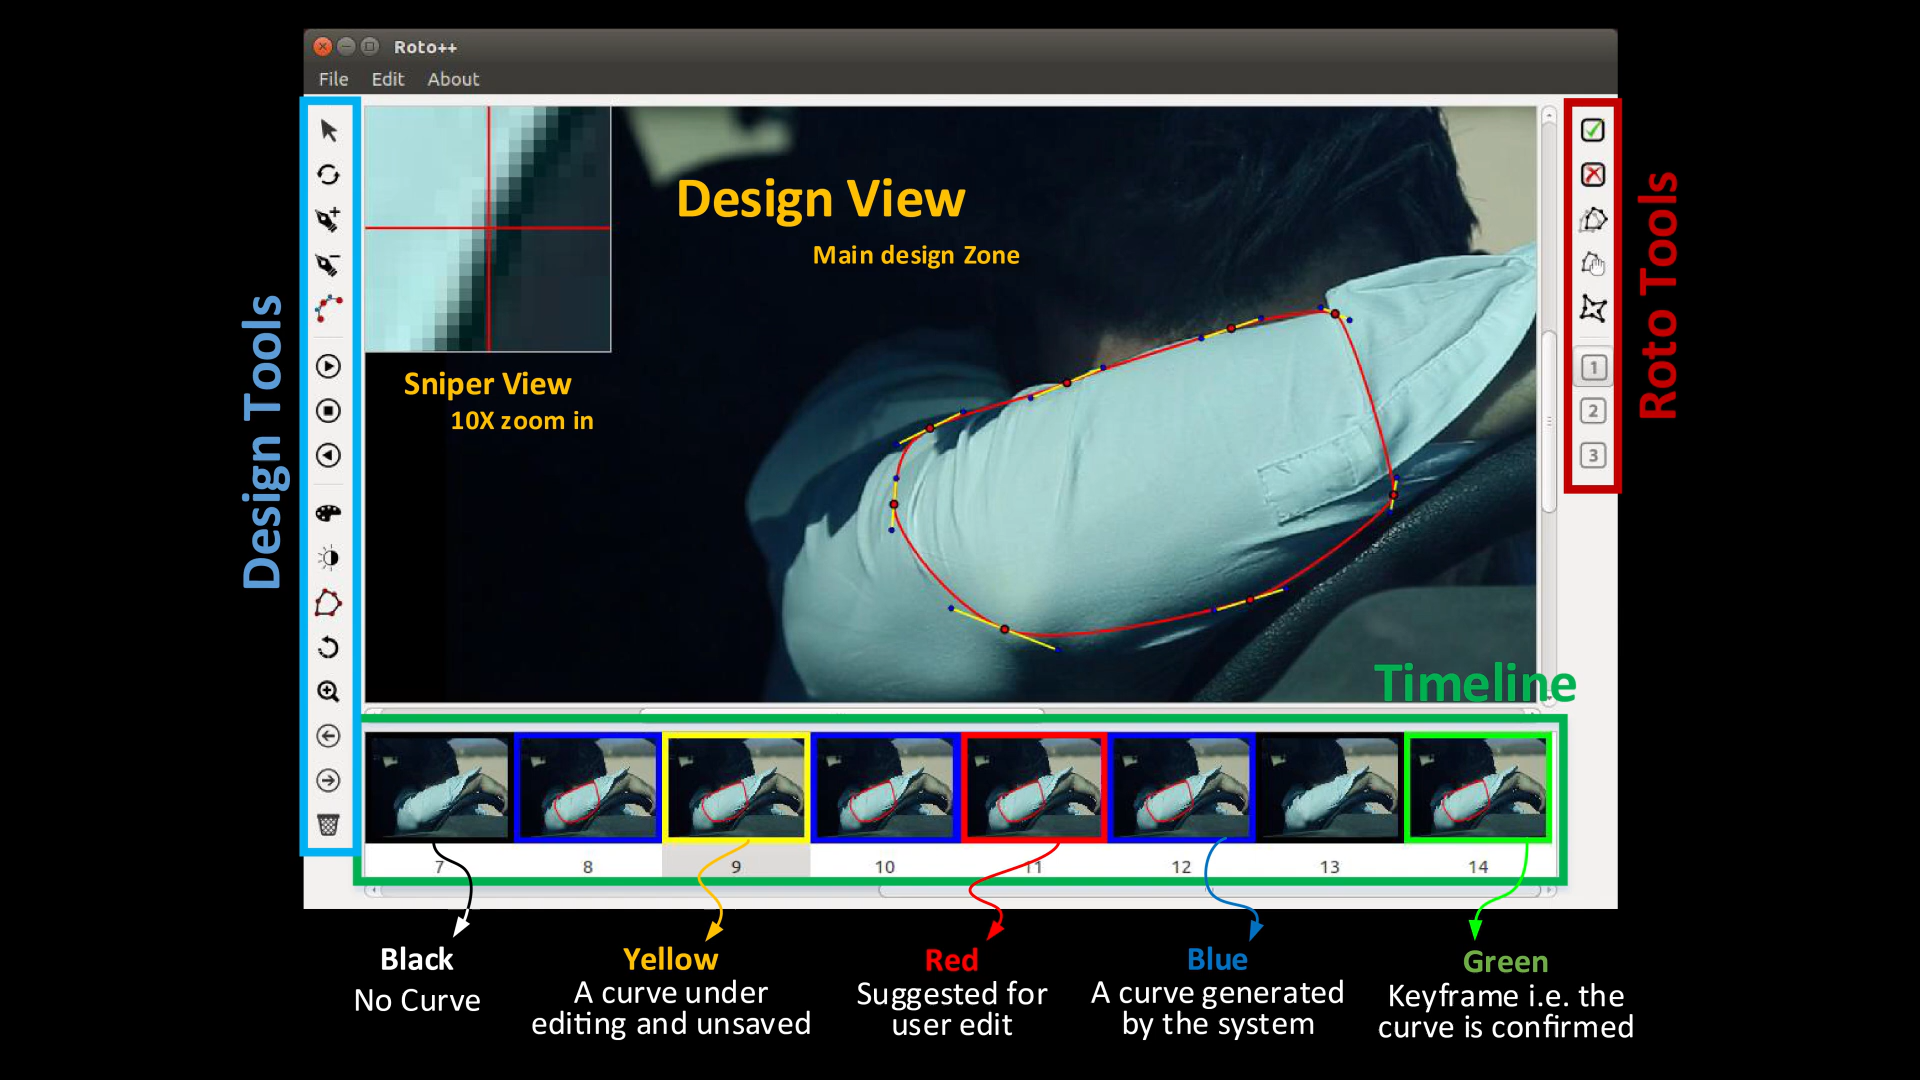 Roto++
File Edit About
Design View
Main design Zone
Sniper View
10X zoom in
Design Tools
Roto Tools
1
2
3
Timeline
7 8 9 10 11 12 13 14
Black
No Curve
Yellow
A curve under
editing and unsaved
Red
Suggested for
user edit
Blue
A curve generated
by the system
Green
Keyframe i.e. the
curve is confirmed